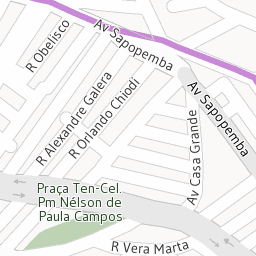 Av Sapopemba
R Obelisco
R Alexandre Galera
R Orlando Chiodi
Av Sapopemba
Av Casa Grande
Praça Ten-Cel.
Pm Nélson de
Paula Campos
R Vera Marta